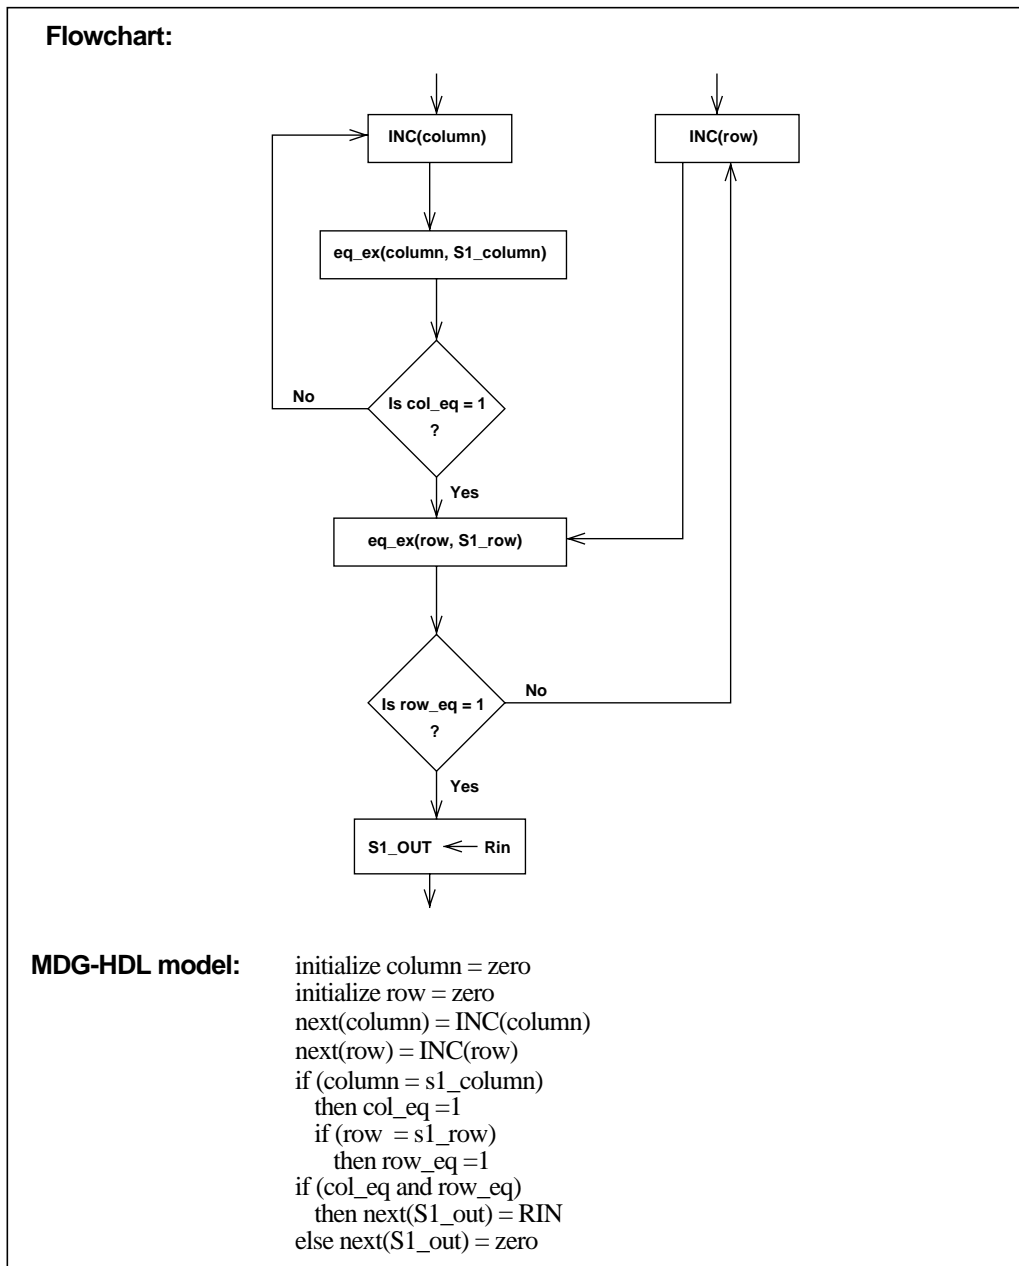 Flowchart:
INC(column)
INC(row)
eq_ex(column, S1_column)
No
Is col_eq = 1
?
Yes
eq_ex(row, S1_row)
No
Is row_eq = 1
?
Yes
S1_OUT Rin
MDG-HDL model:
initialize column = zero
initialize row = zero
next(column) = INC(column)
next(row) = INC(row)
if (column = s1_column)
then col_eq =1
if (row = s1_row)
then row_eq =1
if (col_eq and row_eq)
then next(S1_out) = RIN
else next(S1_out) = zero